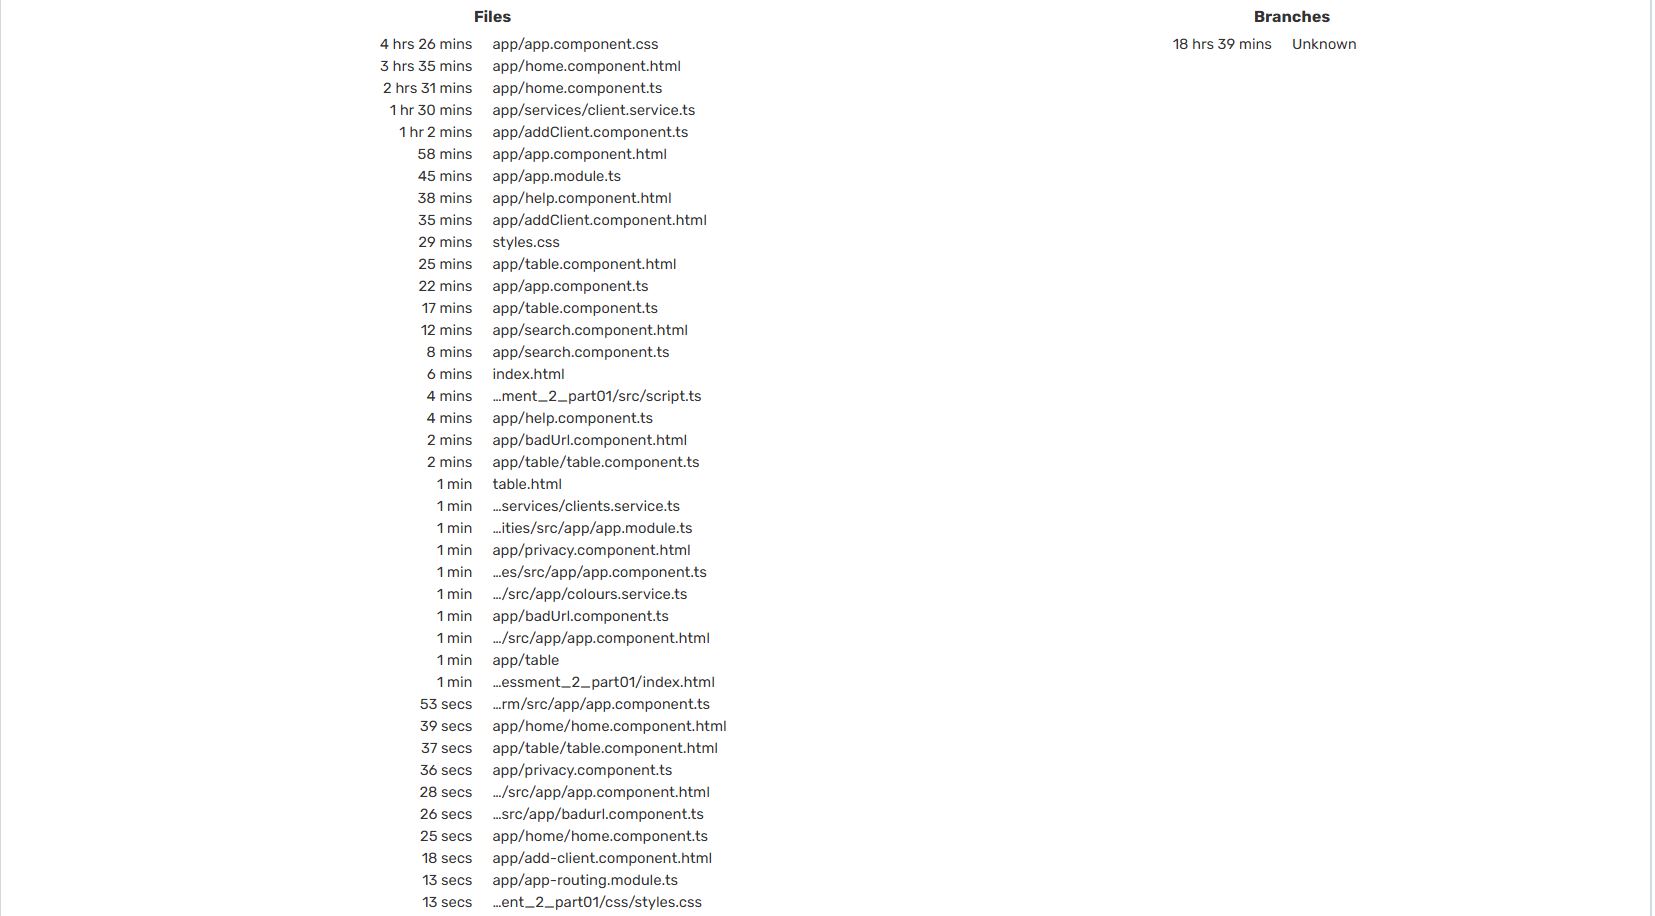 Files
4 hrs 26 mins app/app.component.css
3 hrs 35 mins app/home.component.html
2 hrs 31 mins app/home.component.ts
1 hr 30 mins app/services/client.service.ts
1 hr 2 mins app/addClient.component.ts
58 mins app/app.component.html
45 mins app/app.module.ts
38 mins app/help.component.html
35 mins app/addClient.component.html
29 mins styles.css
25 mins app/table.component.html
22 mins app/app.component.ts
17 mins app/table.component.ts
12 mins app/search.component.html
8 mins app/search.component.ts
6 mins index.html
4 mins …ment_2_part01/src/script.ts
4 mins app/help.component.ts
2 mins app/badUrl.component.html
2 mins app/table/table.component.ts
1 min table.html
1 min …services/clients.service.ts
1 min …ities/src/app/app.module.ts
1 min app/privacy.component.html
1 min …es/src/app/app.component.ts
1 min …/src/app/colours.service.ts
1 min app/badUrl.component.ts
1 min …/src/app/app.component.html
1 min app/table
1 min …essment_2_part01/index.html
53 secs …rm/src/app/app.component.ts
39 secs app/home/home.component.html
37 secs app/table/table.component.html
36 secs app/privacy.component.ts
28 secs …/src/app/app.component.html
26 secs …src/app/badurl.component.ts
25 secs app/home/home.component.ts
18 secs app/add-client.component.html
13 secs app/app-routing.module.ts
13 secs …ent_2_part01/css/styles.css
Branches
18 hrs 39 mins Unknown